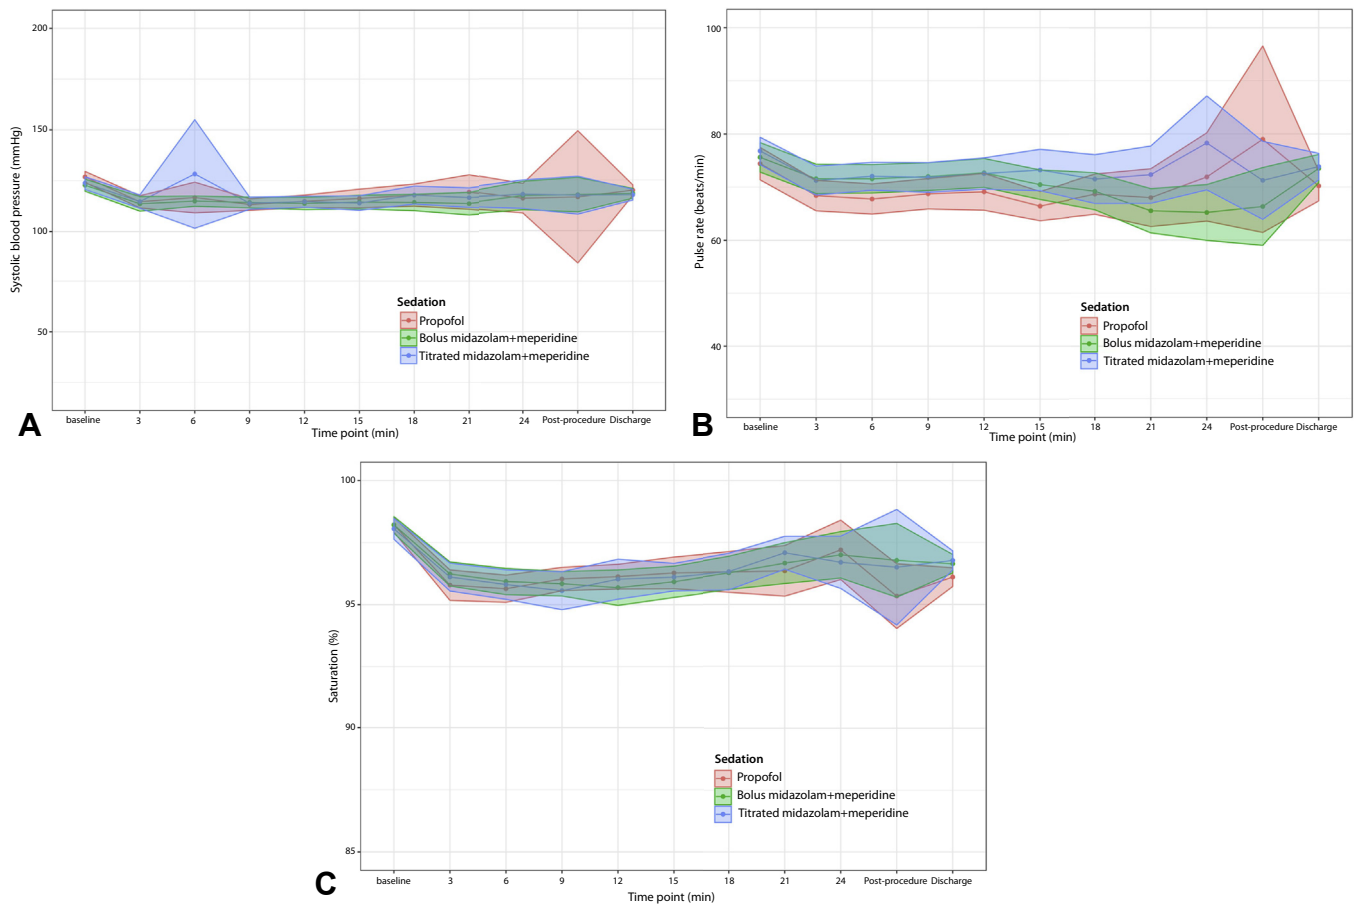 200
150
100
50
Systolic blood pressure (mmHg)
Sedation
Propofol
Bolus midazolam+meperidine
Titrated midazolam+meperidine
baseline 3 6 9 12 15 18 21 24 Post-procedure Discharge
Time point (min)
A
100
80
60
40
Pulse rate (beats/min)
Sedation
Propofol
Bolus midazolam+meperidine
Titrated midazolam+meperidine
baseline 3 6 9 12 15 18 21 24 Post-procedure Discharge
Time point (min)
B
100
95
90
85
Saturation (%)
Sedation
Propofol
Bolus midazolam+meperidine
Titrated midazolam+meperidine
baseline 3 6 9 12 15 18 21 24 Post-procedure Discharge
Time point (min)
C